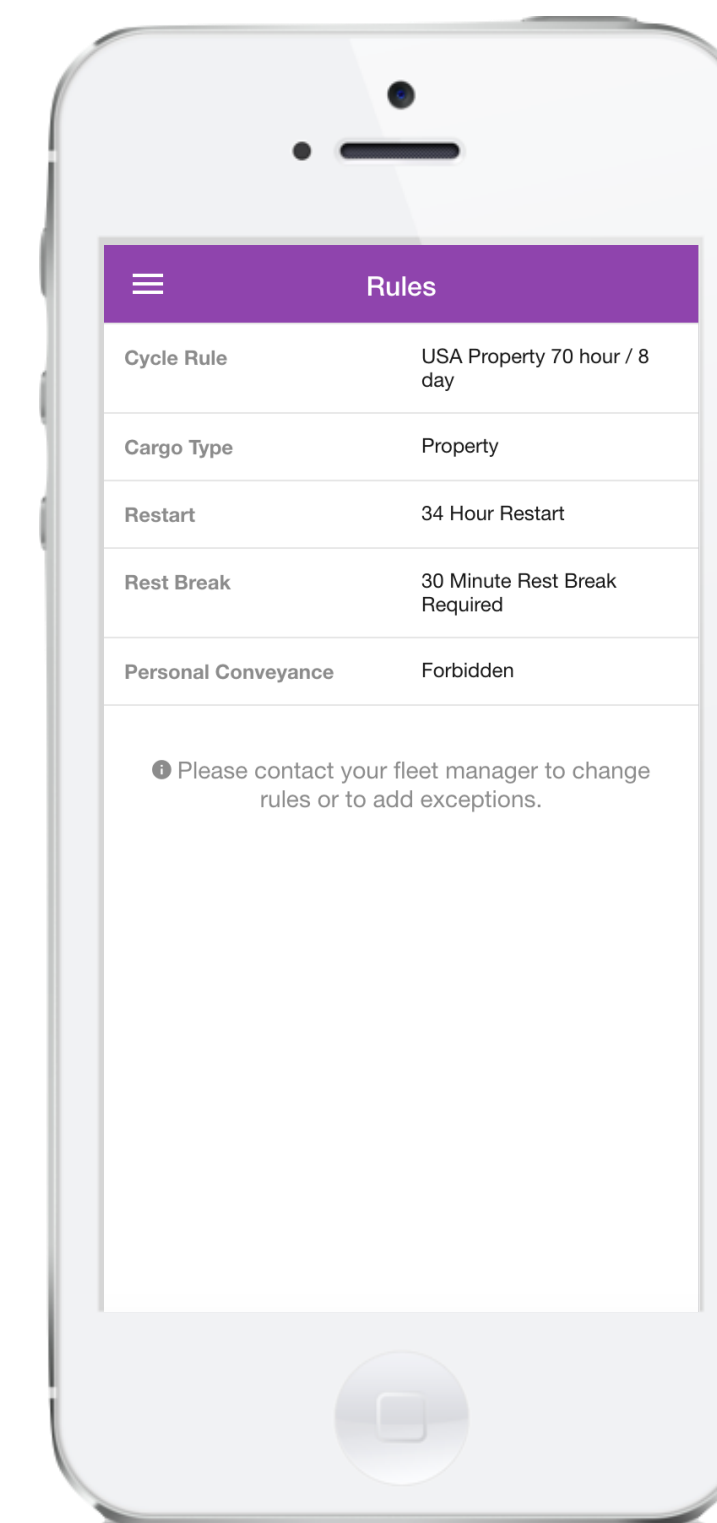 Rules
Cycle Rule
USA Property 70 hour / 8
day
Cargo Type
Property
Restart
34 Hour Restart
Rest Break
30 Minute Rest Break
Required
Personal Conveyance
Forbidden
Please contact your fleet manager to change
rules or to add exceptions.